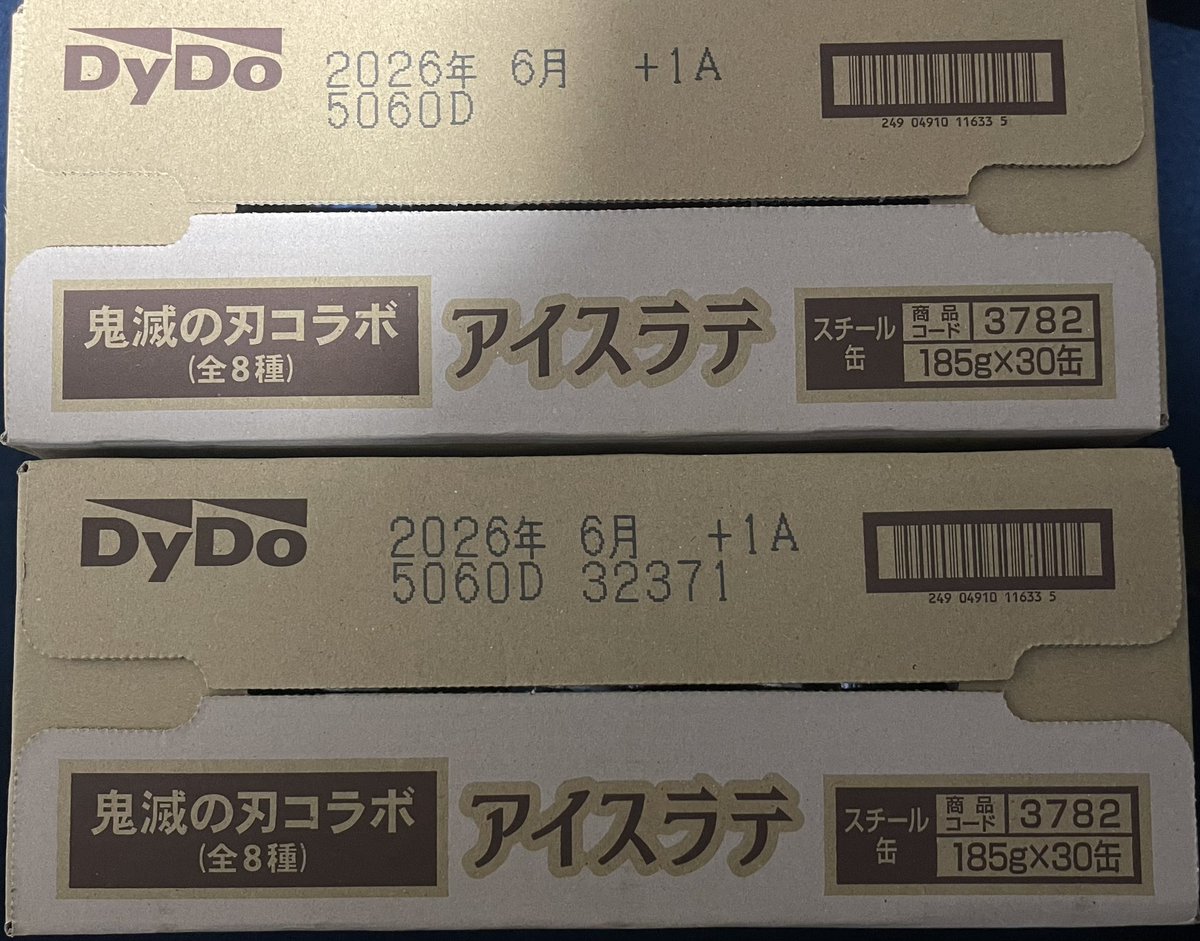 DyDo
2026年 6月 +1A
5060D
249 04910 11633 5
鬼滅の刃コラボ
(全8種)
アイスラテ
スチール缶
商品コード 3782
185g×30缶
DyDo
2026年 6月 +1A
5060D 32371
249 04910 11633 5
鬼滅の刃コラボ
(全8種)
アイスラテ
スチール缶
商品コード 3782
185g×30缶